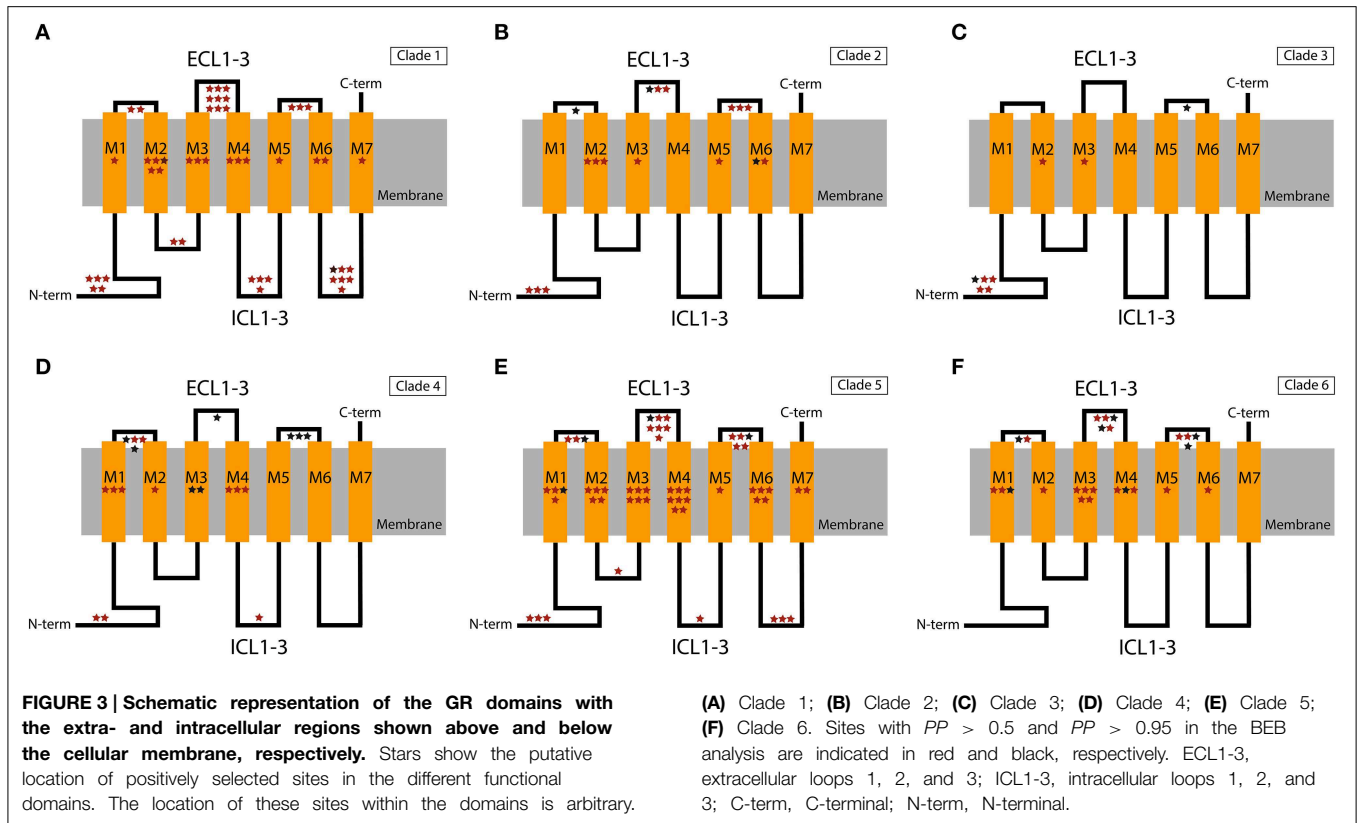 A
ECL1-3
Clade 1
C-term
M1
M2
M3
M4
M5
M6
M7
Membrane
N-term
ICL1-3
B
ECL1-3
Clade 2
C-term
M1
M2
M3
M4
M5
M6
M7
Membrane
N-term
ICL1-3
C
ECL1-3
Clade 3
C-term
M1
M2
M3
M4
M5
M6
M7
Membrane
N-term
ICL1-3
D
ECL1-3
Clade 4
C-term
M1
M2
M3
M4
M5
M6
M7
Membrane
N-term
ICL1-3
E
ECL1-3
Clade 5
C-term
M1
M2
M3
M4
M5
M6
M7
Membrane
N-term
ICL1-3
F
ECL1-3
Clade 6
C-term
M1
M2
M3
M4
M5
M6
M7
Membrane
N-term
ICL1-3
FIGURE 3 | Schematic representation of the GR domains with
the extra- and intracellular regions shown above and below
the cellular membrane, respectively. Stars show the putative
location of positively selected sites in the different functional
domains. The location of these sites within the domains is arbitrary.
(A) Clade 1; (B) Clade 2; (C) Clade 3; (D) Clade 4; (E) Clade 5;
(F) Clade 6. Sites with PP > 0.5 and PP > 0.95 in the BEB
analysis are indicated in red and black, respectively. ECL1-3,
extracellular loops 1, 2, and 3; ICL1-3, intracellular loops 1, 2, and
3; C-term, C-terminal; N-term, N-terminal.